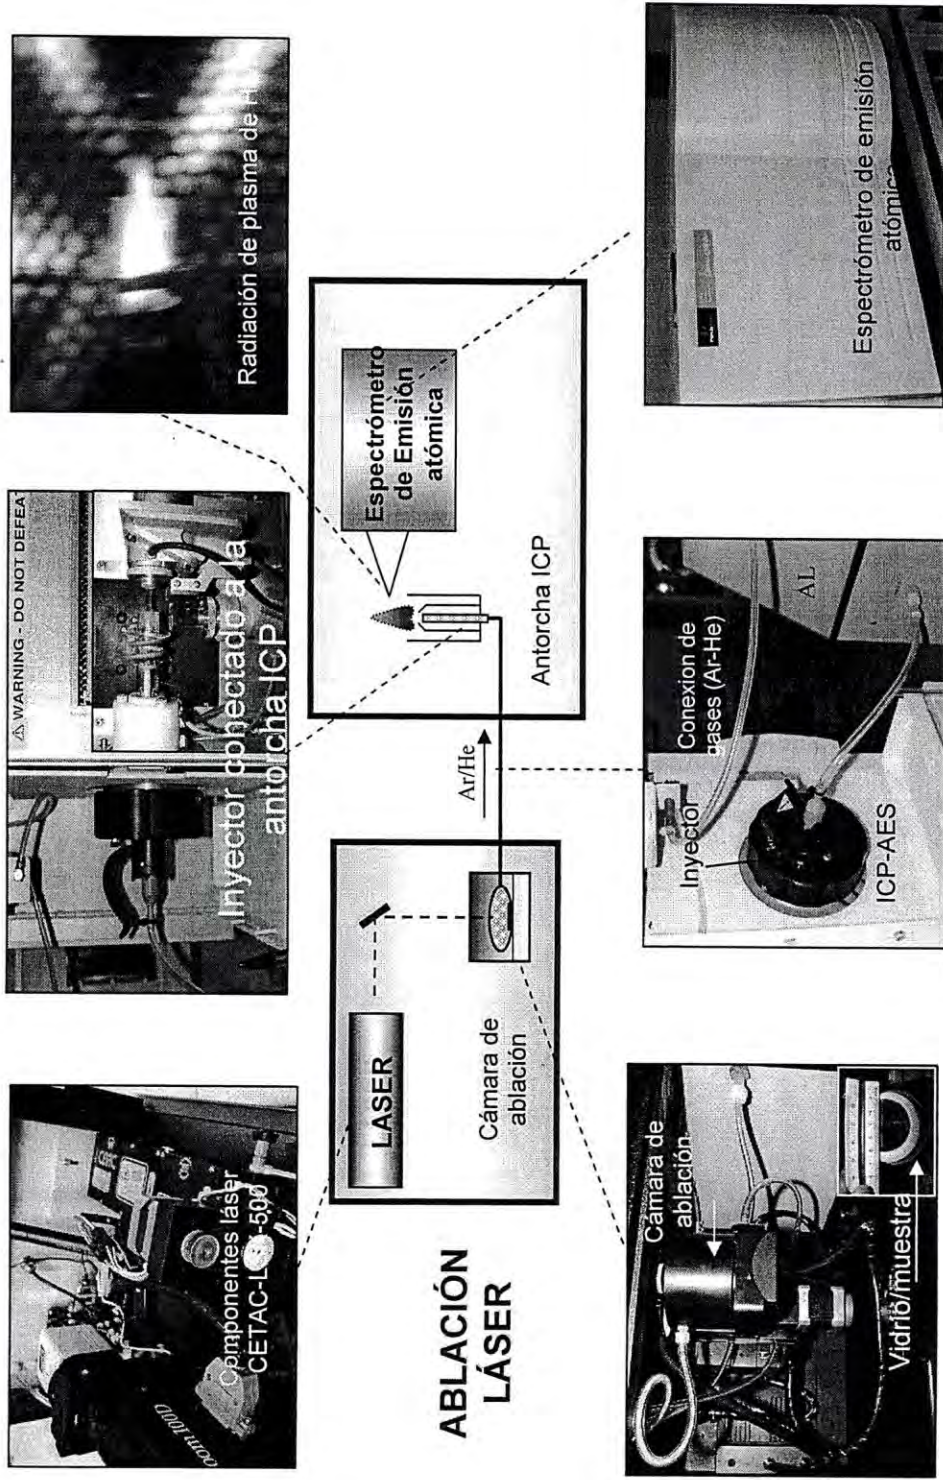 Componentes láser
CETAC-L -500
⚠ WARNING - DO NOT DEFEAT
Inyector conectado a la
antorcha ICP
Radiación de plasma de
LASER
Cámara de
ablación
Ar/He
Espectrómetro
de Emisión
atómica
Antorcha ICP
ABLACIÓN
LÁSER
Cámara de
ablación
Vidrio/muestra
Inyector
Conexion de
gases (Ar-He)
AL
ICP-AES
Espectrómetro de emisión
atómica